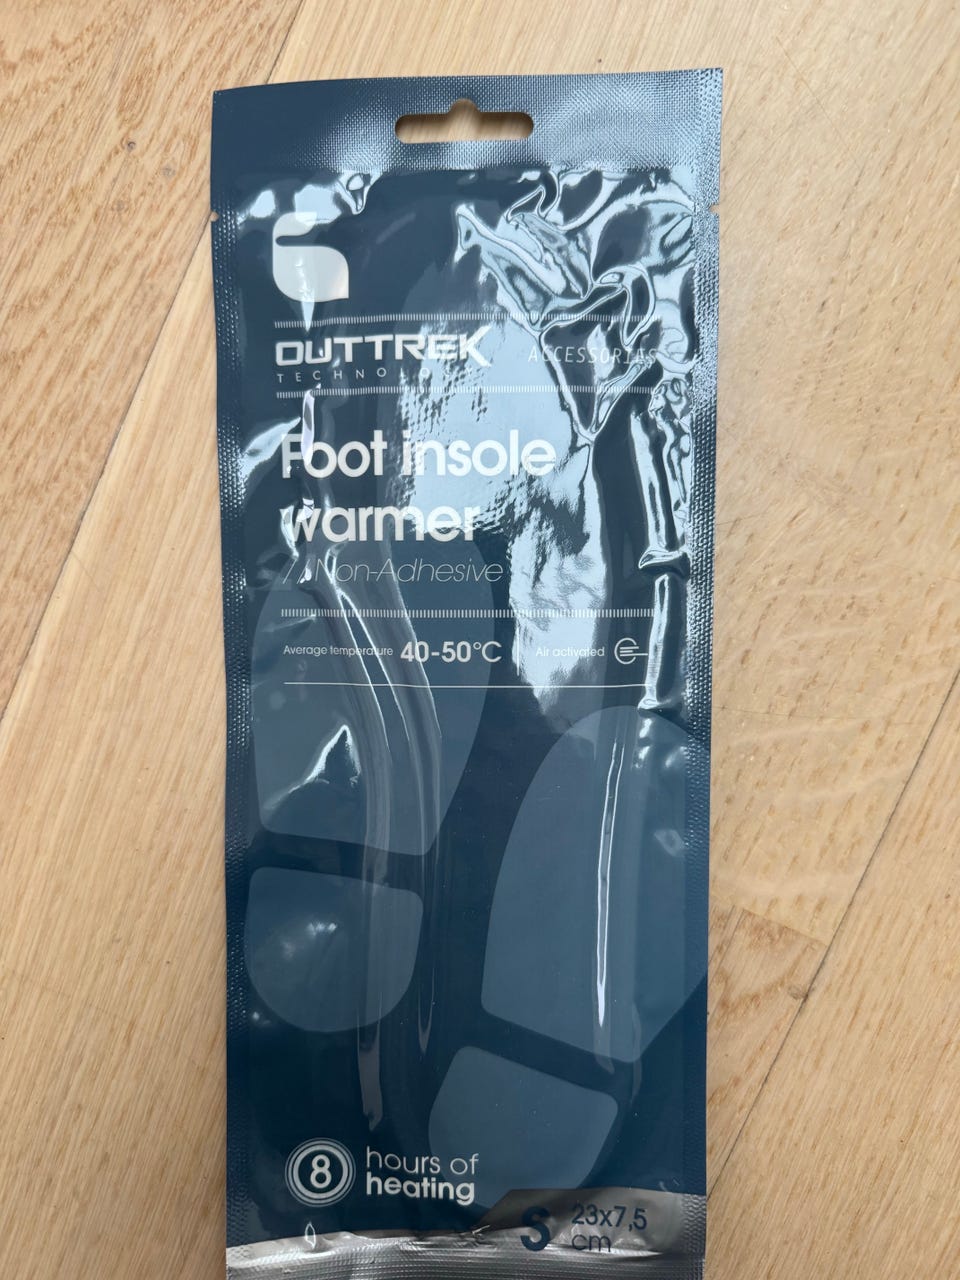 OUTTREK
ACCESSORIES
TECHNOLOGY
Foot insole
warmer
// Non-Adhesive
Average temperature 40-50°C Air activated
8 hours of
heating
S 23x7,5
cm